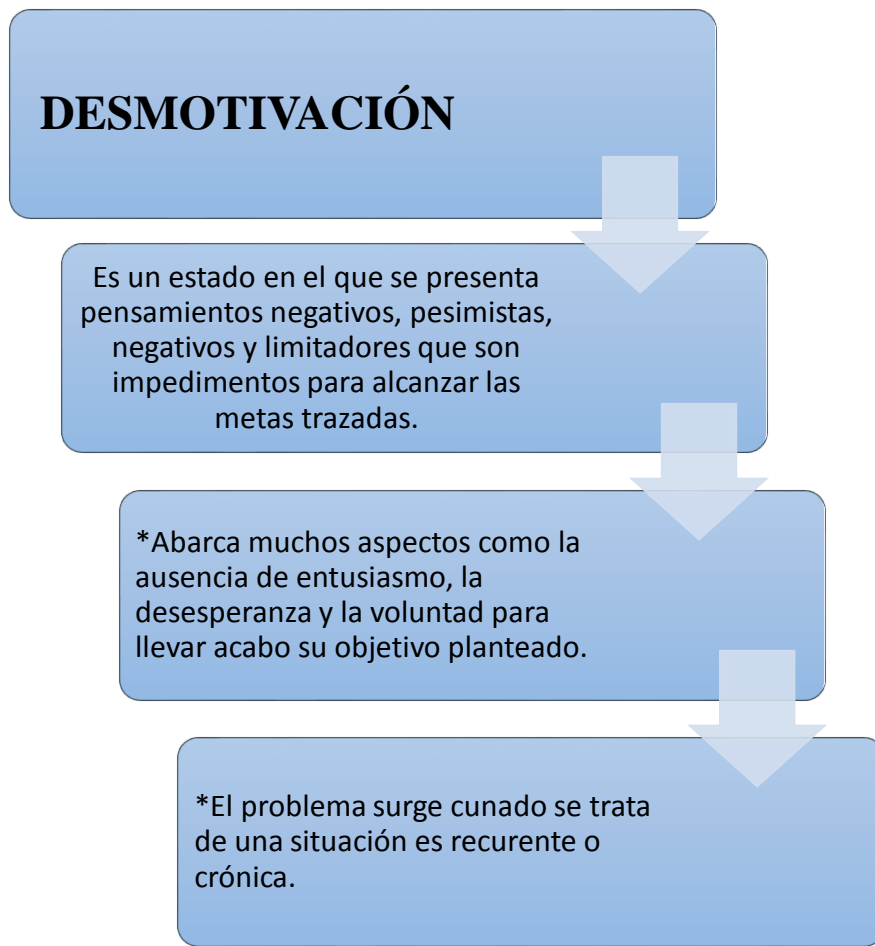 DESMOTIVACIÓN
Es un estado en el que se presenta
pensamientos negativos, pesimistas,
negativos y limitadores que son
impedimentos para alcanzar las
metas trazadas.
*Abarca muchos aspectos como la
ausencia de entusiasmo, la
desesperanza y la voluntad para
llevar acabo su objetivo planteado.
*El problema surge cunado se trata
de una situación es recurente o
crónica.